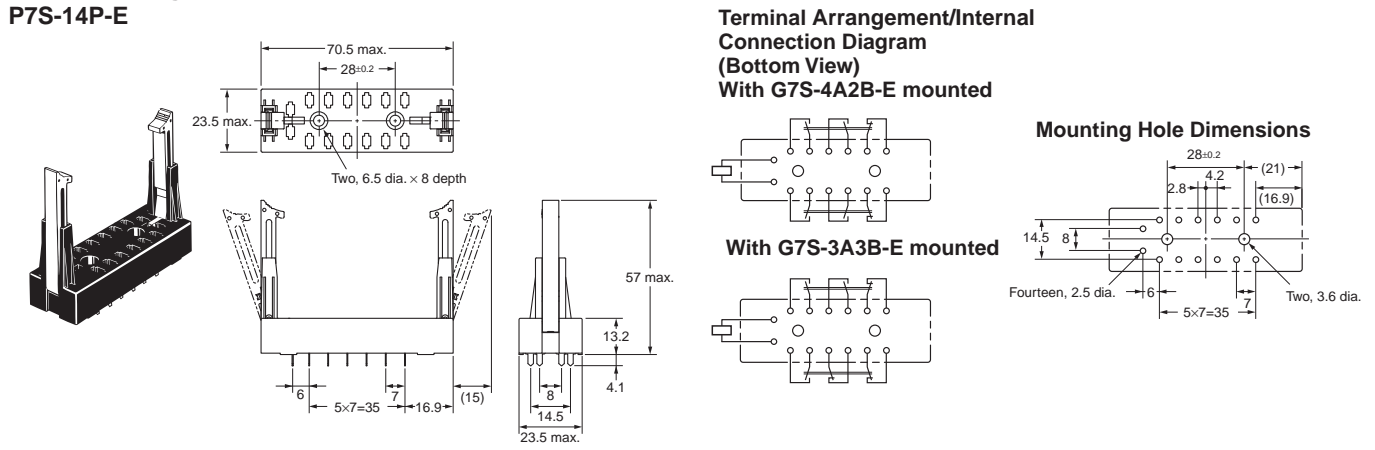 P7S-14P-E
70.5 max.
28±0.2
23.5 max.
Two, 6.5 dia. × 8 depth
57 max.
13.2
4.1
6
7
(15)
5×7=35
16.9
8
14.5
23.5 max.
Terminal Arrangement/Internal
Connection Diagram
(Bottom View)
With G7S-4A2B-E mounted
With G7S-3A3B-E mounted
Mounting Hole Dimensions
28±0.2
(21)
4.2
2.8
(16.9)
14.5
8
Fourteen, 2.5 dia.
6
7
Two, 3.6 dia.
5×7=35